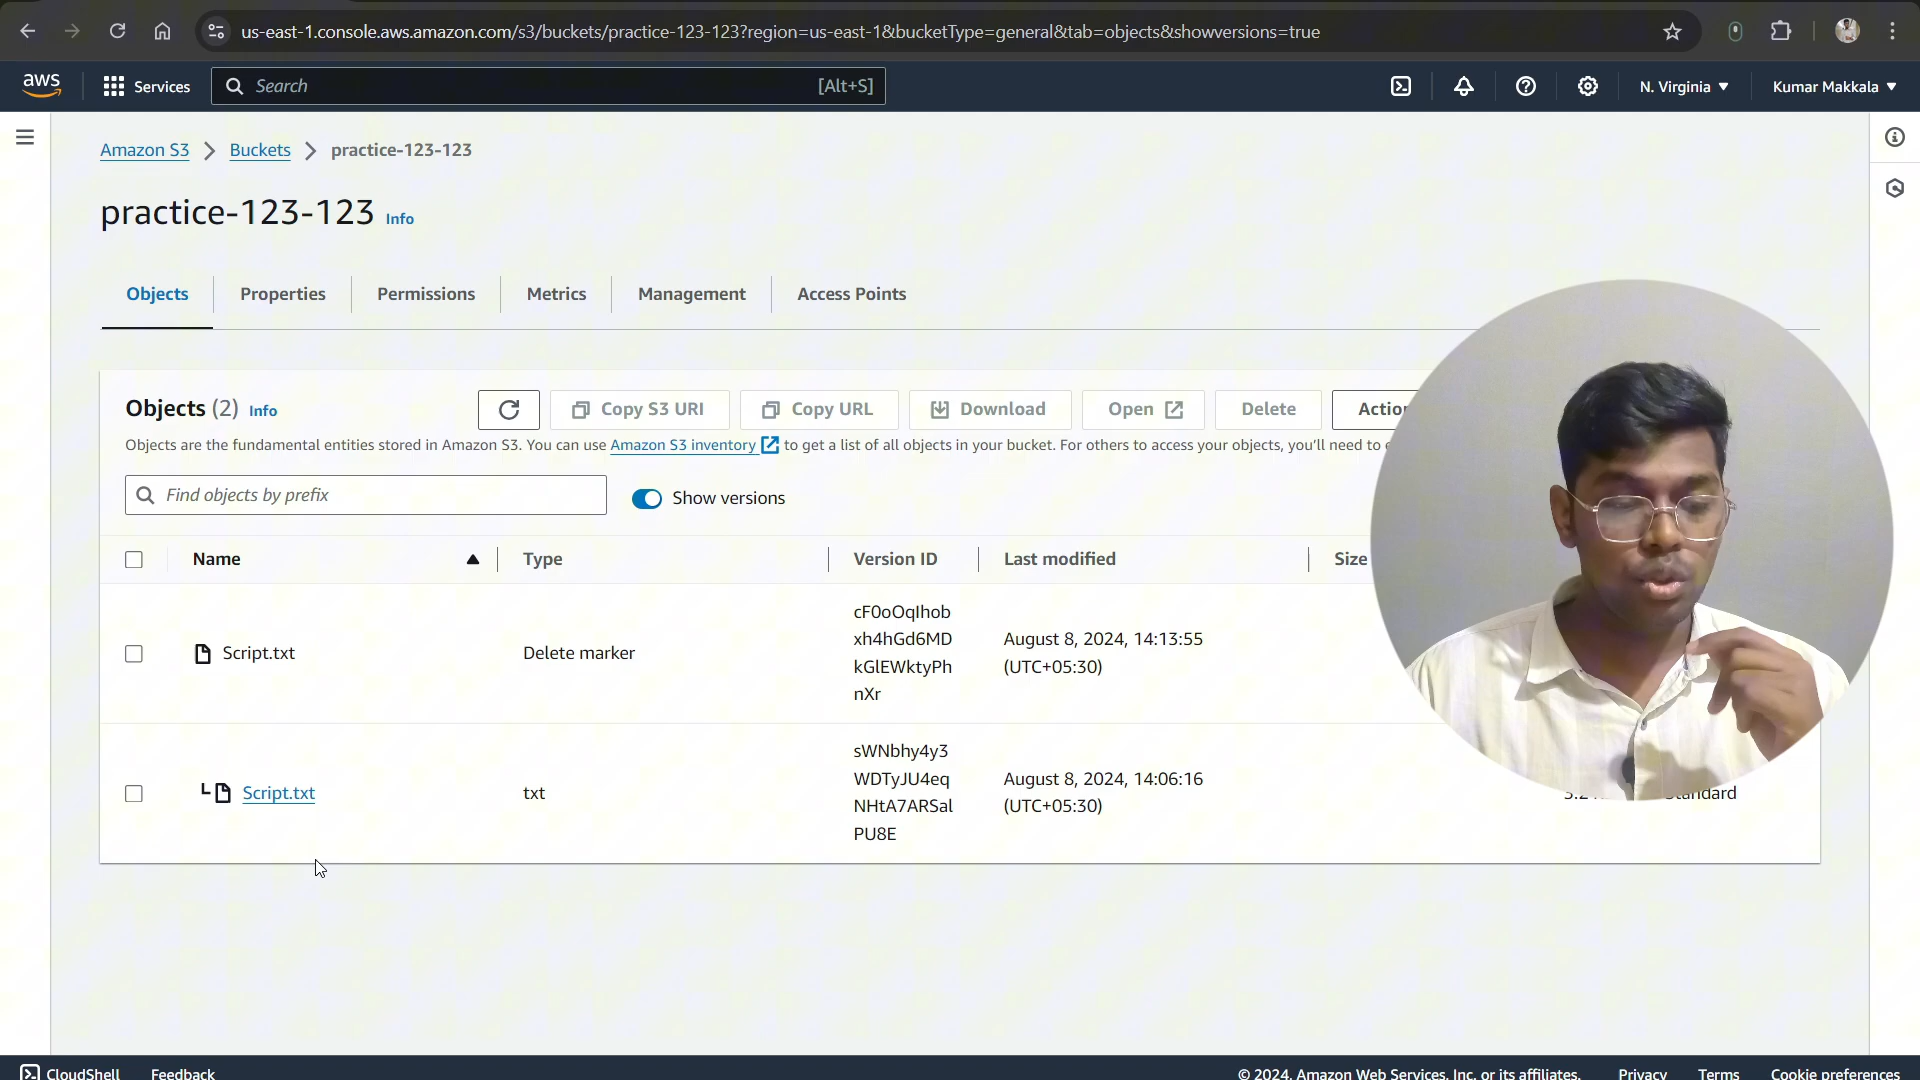 us-east-1.console.aws.amazon.com/s3/buckets/practice-123-123?region=us-east-1&bucketType=general&tab=objects&showversions=true
aws
Services
Search
[Alt+S]
N. Virginia
Kumar Makkala
Amazon S3
Buckets
practice-123-123
practice-123-123 Info
Objects
Properties
Permissions
Metrics
Management
Access Points
Objects (2) Info
Copy S3 URI
Copy URL
Download
Open
Delete
Objects are the fundamental entities stored in Amazon S3. You can use Amazon S3 inventory to get a list of all objects in your bucket. For others to access your objects, you'll need to
Find objects by prefix
Show versions
Name
Type
Version ID
Last modified
Size
Script.txt
Delete marker
cF0oOqIhob
xh4hGd6MD
kGlEWktyPh
nXr
August 8, 2024, 14:13:55
(UTC+05:30)
Script.txt
txt
sWNbhy4y3
WDTyJU4eq
NHtA7ARSal
PU8E
August 8, 2024, 14:06:16
(UTC+05:30)
CloudShell
Feedback
© 2024, Amazon Web Services, Inc. or its affiliates.
Privacy
Terms
Cookie preferences